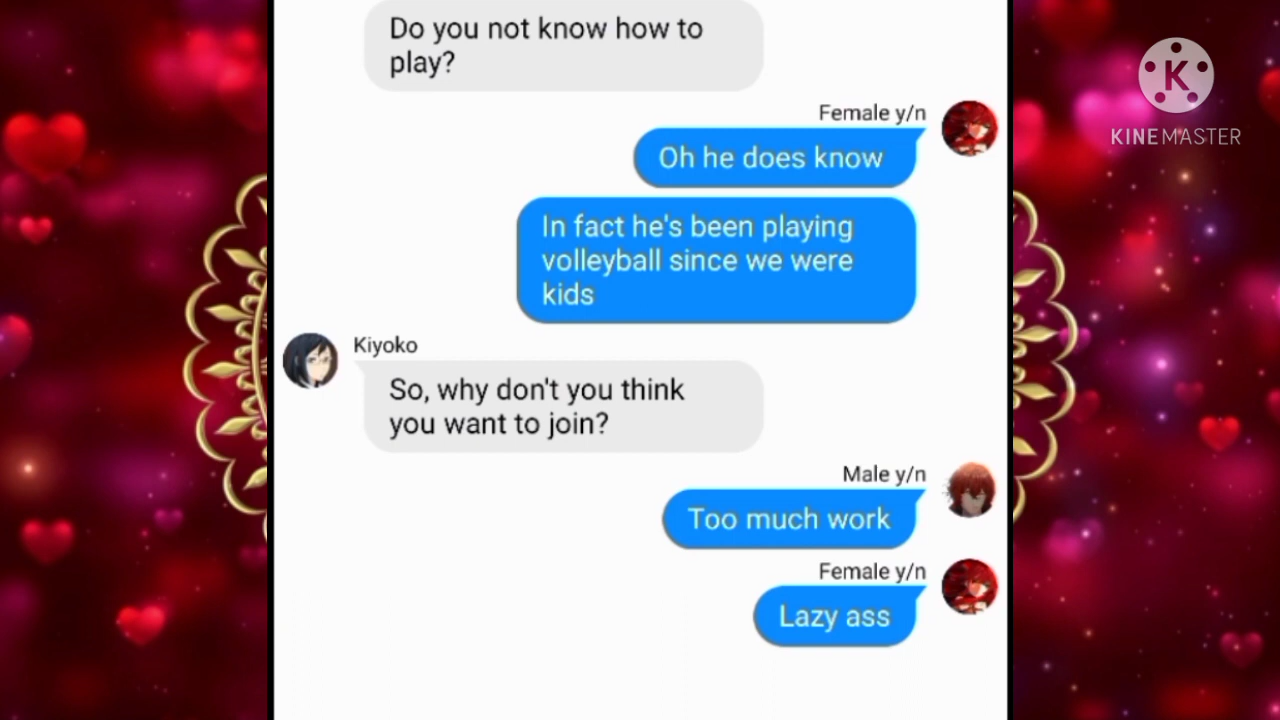 Do you not know how to
play?
K
KINEMASTER
Female y/n
Oh he does know
In fact he's been playing
volleyball since we were
kids
Kiyoko
So, why don't you think
you want to join?
Male y/n
Too much work
Female y/n
Lazy ass